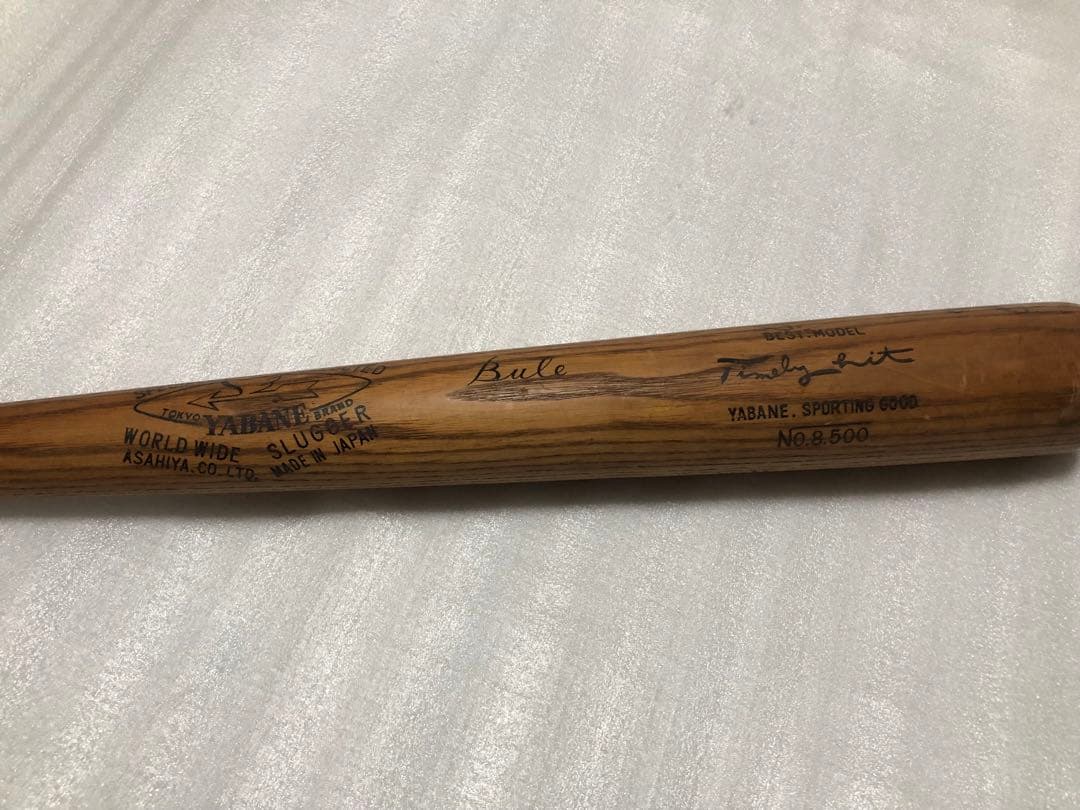 TOKYO. YABANE BRAND
WORLD WIDE SLUGGER
ASAHIYA.CO.LTD. MADE IN JAPAN
Bule
BEST.MODEL
Timely hit
YABANE. SPORTING GOOD.
No.8.500